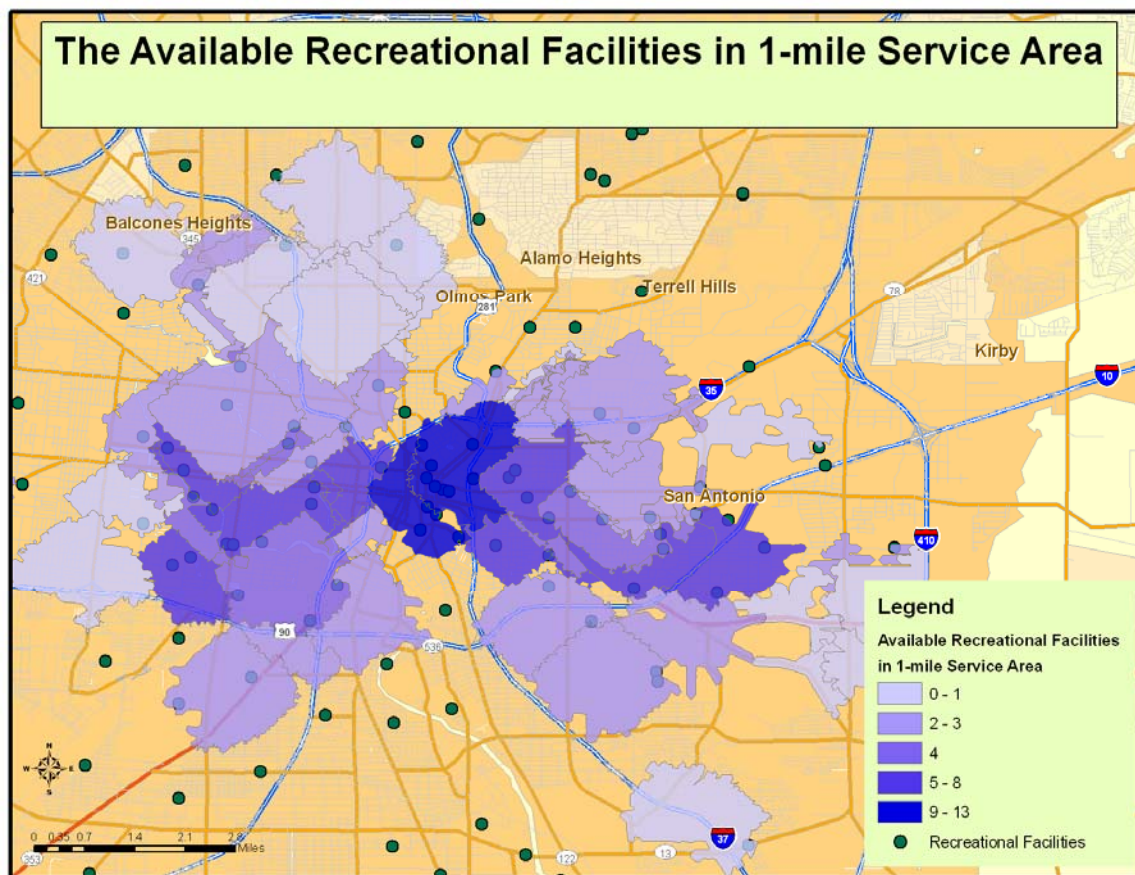 The Available Recreational Facilities in 1-mile Service Area
Balcones Heights
345
421
Alamo Heights
Olmos Park
281
Terrell Hills
78
Kirby
10
35
San Antonio
410
90
536
Legend
Available Recreational Facilities
in 1-mile Service Area
0 - 1
2 - 3
4
5 - 8
9 - 13
Recreational Facilities
N
W E
S
0 0.35 0.7 1.4 2.1 2.8
Miles
353
122
13
37